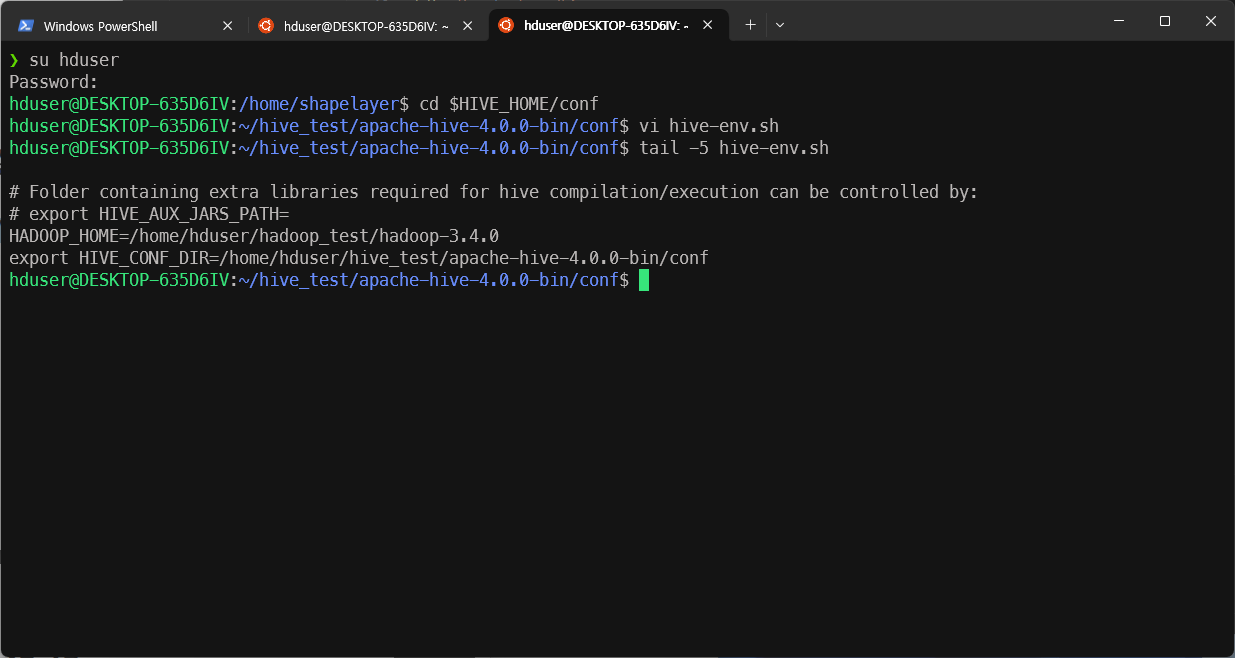 Windows PowerShell
hduser@DESKTOP-635D6IV: ~
hduser@DESKTOP-635D6IV: ~
❯ su hduser
Password:
hduser@DESKTOP-635D6IV:/home/shapelayer$ cd $HIVE_HOME/conf
hduser@DESKTOP-635D6IV:~/hive_test/apache-hive-4.0.0-bin/conf$ vi hive-env.sh
hduser@DESKTOP-635D6IV:~/hive_test/apache-hive-4.0.0-bin/conf$ tail -5 hive-env.sh
# Folder containing extra libraries required for hive compilation/execution can be controlled by:
# export HIVE_AUX_JARS_PATH=
HADOOP_HOME=/home/hduser/hadoop_test/hadoop-3.4.0
export HIVE_CONF_DIR=/home/hduser/hive_test/apache-hive-4.0.0-bin/conf
hduser@DESKTOP-635D6IV:~/hive_test/apache-hive-4.0.0-bin/conf$